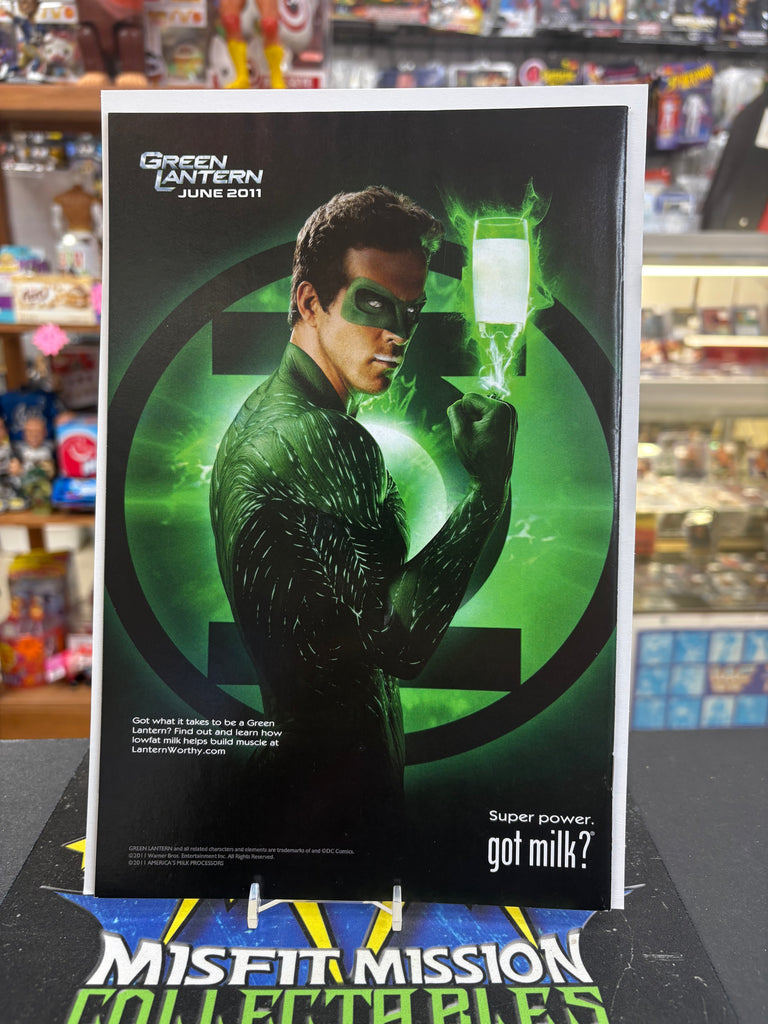 GREEN
LANTERN
JUNE 2011
Got what it takes to be a Green
Lantern? Find out and learn how
lowfat milk helps build muscle at
LanternWorthy.com
Super power.
got milk?®
GREEN LANTERN and all related characters and elements are trademarks of and ©DC Comics.
©2011 Warner Bros. Entertainment Inc. All Rights Reserved.
©2011 AMERICA'S MILK PROCESSORS
MISFIT MISSION
COLLECTABLES